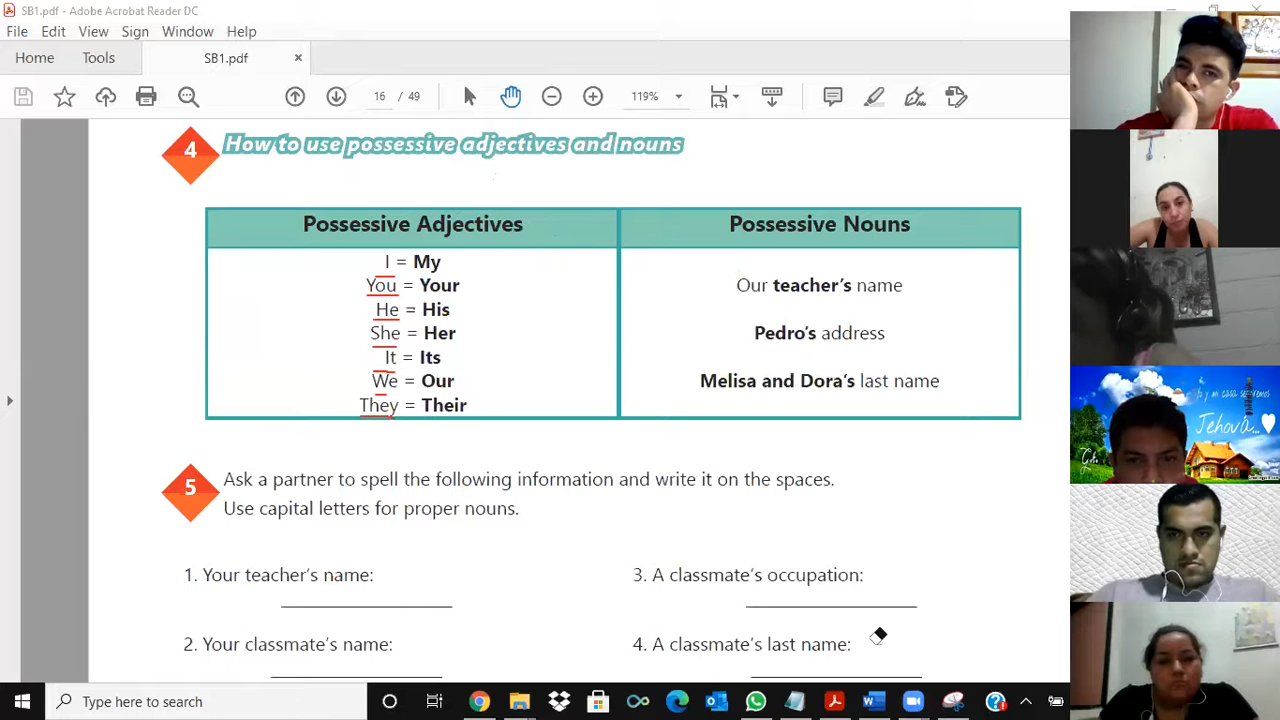 SB1.pdf - Adobe Acrobat Reader DC
File Edit View Sign Window Help
Home Tools SB1.pdf ×
16 / 49 119%
4 How to use possessive adjectives and nouns
Possessive Adjectives
I = My
You = Your
He = His
She = Her
It = Its
We = Our
They = Their
Possessive Nouns
Our teacher's name
Pedro's address
Melisa and Dora's last name
5 Ask a partner to spell the following information and write it on the spaces.
Use capital letters for proper nouns.
1. Your teacher's name:
2. Your classmate's name:
3. A classmate's occupation:
4. A classmate's last name:
Jehová...
Type here to search